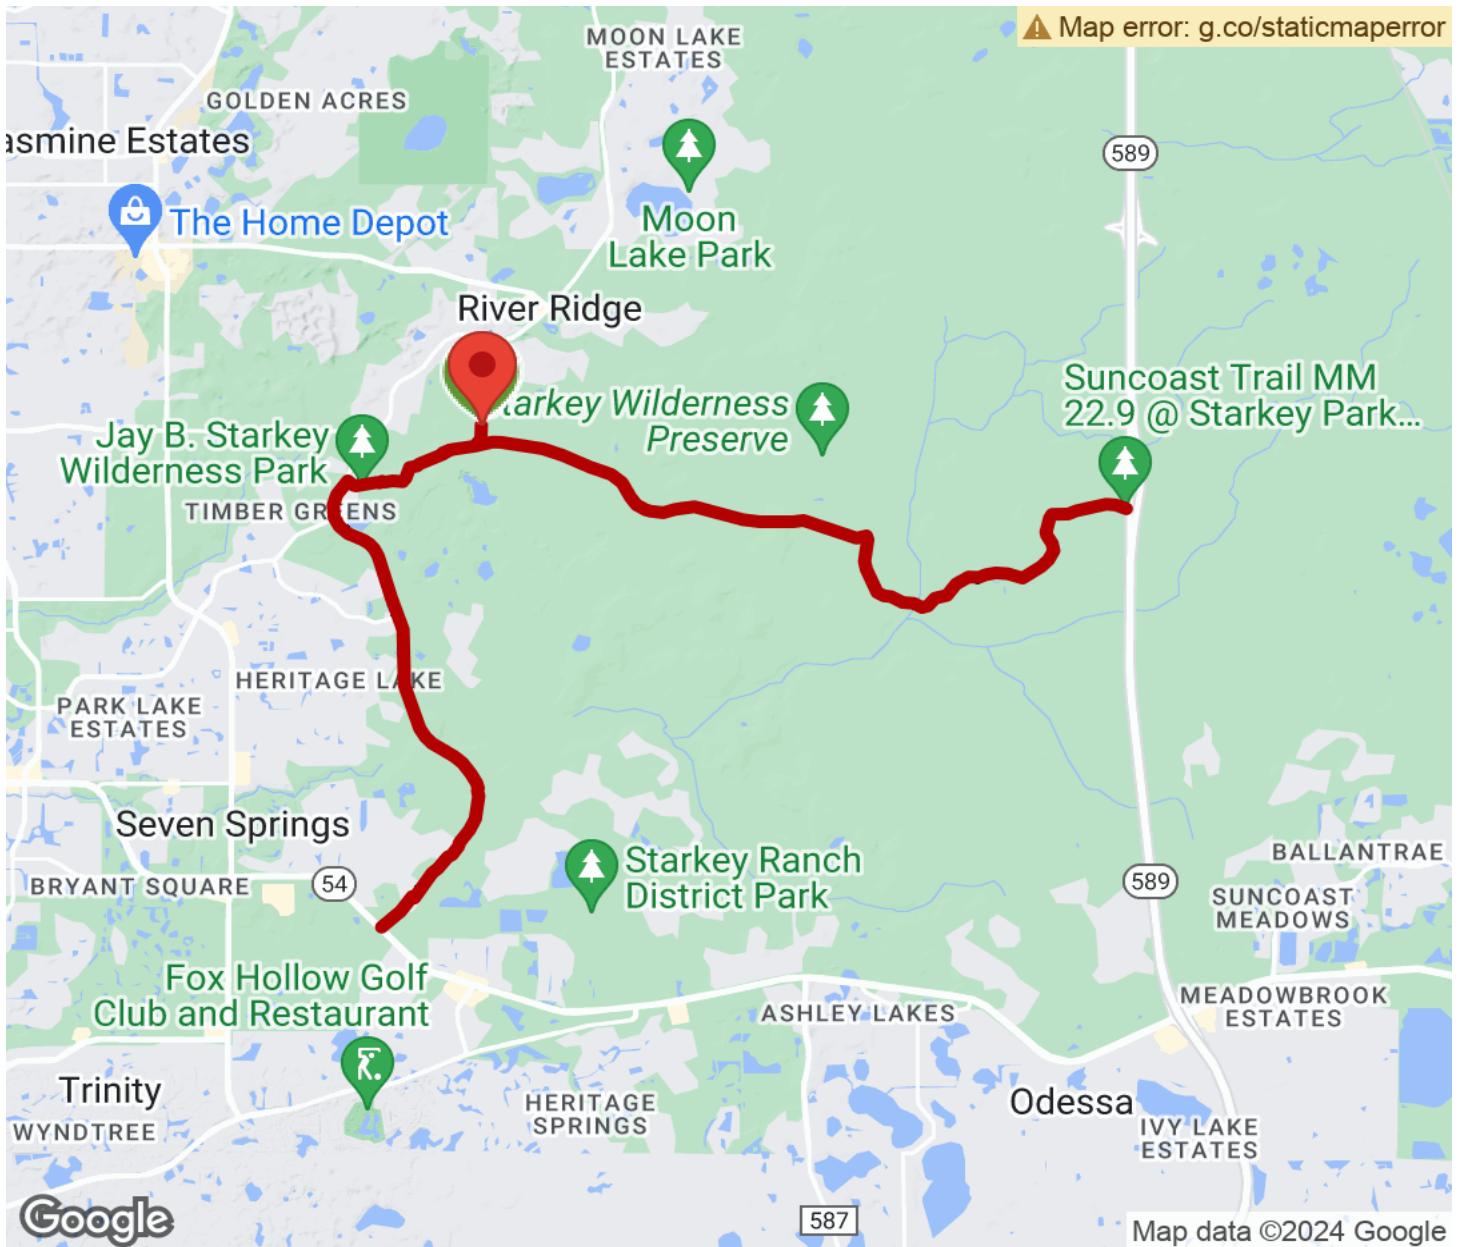 Map error: g.co/staticmaperror
MOON LAKE
ESTATES
GOLDEN ACRES
asmine Estates
589
The Home Depot
Moon
Lake Park
River Ridge
Suncoast Trail MM
22.9 @ Starkey Park...
tarkey Wilderness
Preserve
Jay B. Starkey
Wilderness Park
TIMBER GREENS
HERITAGE LAKE
PARK LAKE
ESTATES
Seven Springs
BALLANTRAE
Starkey Ranch
District Park
54
BRYANT SQUARE
589
SUNCOAST
MEADOWS
Fox Hollow Golf
Club and Restaurant
MEADOWBROOK
ESTATES
ASHLEY LAKES
Trinity
Odessa
HERITAGE
SPRINGS
WYNDTREE
IVY LAKE
ESTATES
Google
587
Map data ©2024 Google